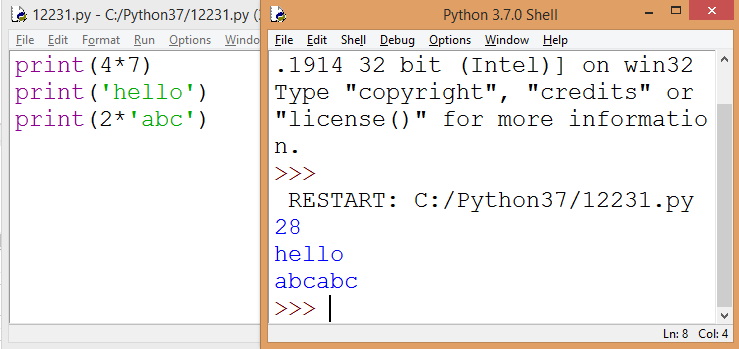 12231.py - C:/Python37/12231.py (
File Edit Format Run Options
print(4*7)
print('hello')
print(2*'abc')
Python 3.7.0 Shell
File Edit Shell Debug Options Window Help
.1914 32 bit (Intel)] on win32
Type "copyright", "credits" or
"license()" for more informatio
n.
>>>
RESTART: C:/Python37/12231.py
28
hello
abcabc
>>>
Ln: 8 Col: 4